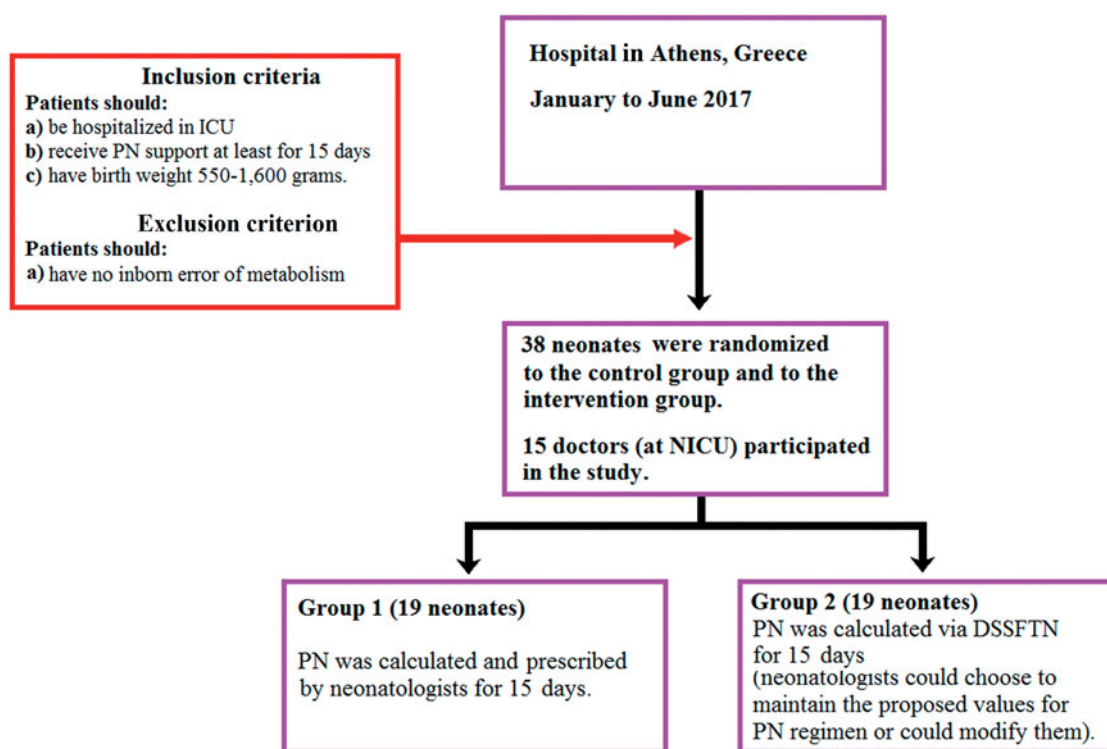 Hospital in Athens, Greece
January to June 2017
Inclusion criteria
Patients should:
a) be hospitalized in ICU
b) receive PN support at least for 15 days
c) have birth weight 550-1,600 grams.
Exclusion criterion
Patients should:
a) have no inborn error of metabolism
38 neonates were randomized
to the control group and to the
intervention group.
15 doctors (at NICU) participated
in the study.
Group 1 (19 neonates)
PN was calculated and prescribed
by neonatologists for 15 days.
Group 2 (19 neonates)
PN was calculated via DSSFTN
for 15 days
(neonatologists could choose to
maintain the proposed values for
PN regimen or could modify them).